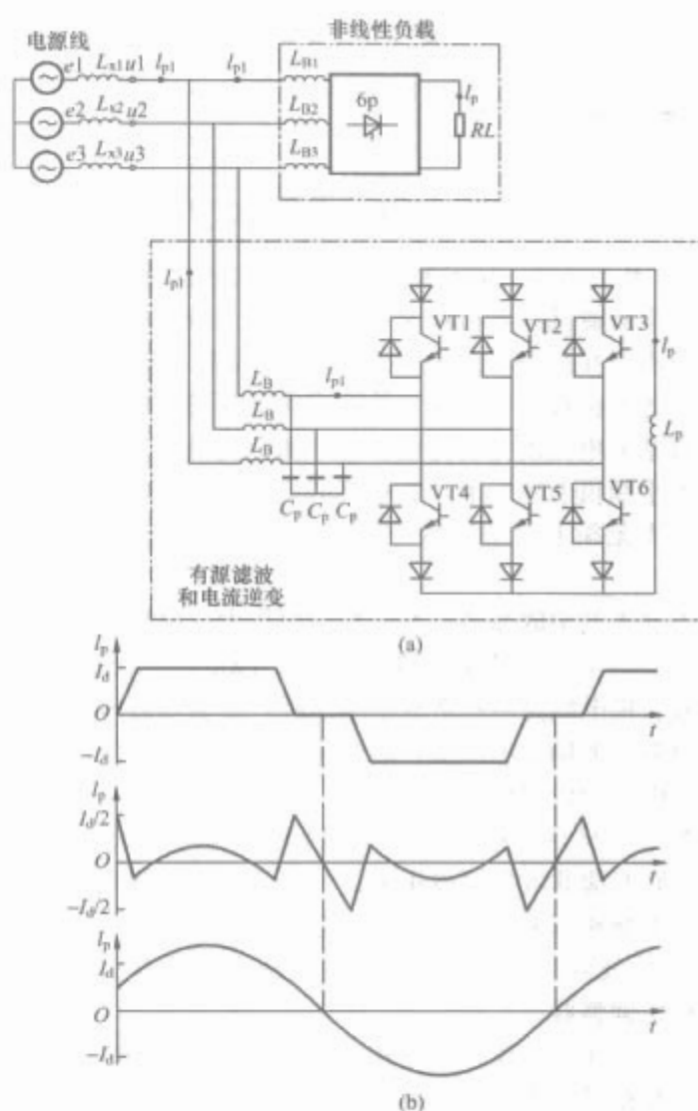 非线性负载
电源线
e1 Lx1 u1 Ip1 Ip1 LB1
e2 Lx2 u2 LB2 6p Ip RL
e3 Lx3 u3 LB3
Ip1
VT1 VT2 VT3
Ip
LB Ip1
LB
LB
Lp
Cp Cp Cp
VT4 VT5 VT6
有源滤波
和电流逆变
(a)
Ip
Id
O t
-Id
Ip
Id/2
O t
-Id/2
Ip
Id
O t
-Id
(b)